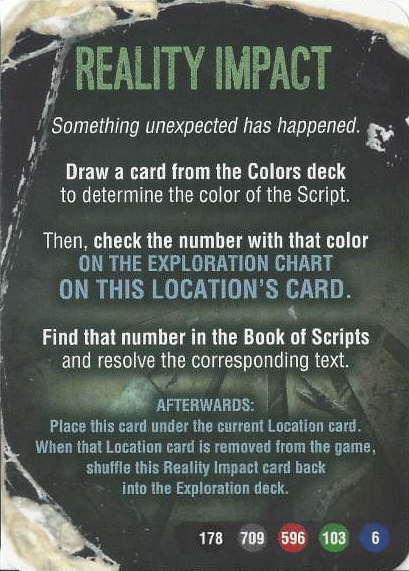 REALITY IMPACT
Something unexpected has happened.
Draw a card from the Colors deck
to determine the color of the Script.
Then, check the number with that color
ON THE EXPLORATION CHART
ON THIS LOCATION'S CARD.
Find that number in the Book of Scripts
and resolve the corresponding text.
AFTERWARDS:
Place this card under the current Location card.
When that Location card is removed from the game,
shuffle this Reality Impact card back
into the Exploration deck.
178 709 596 103 6